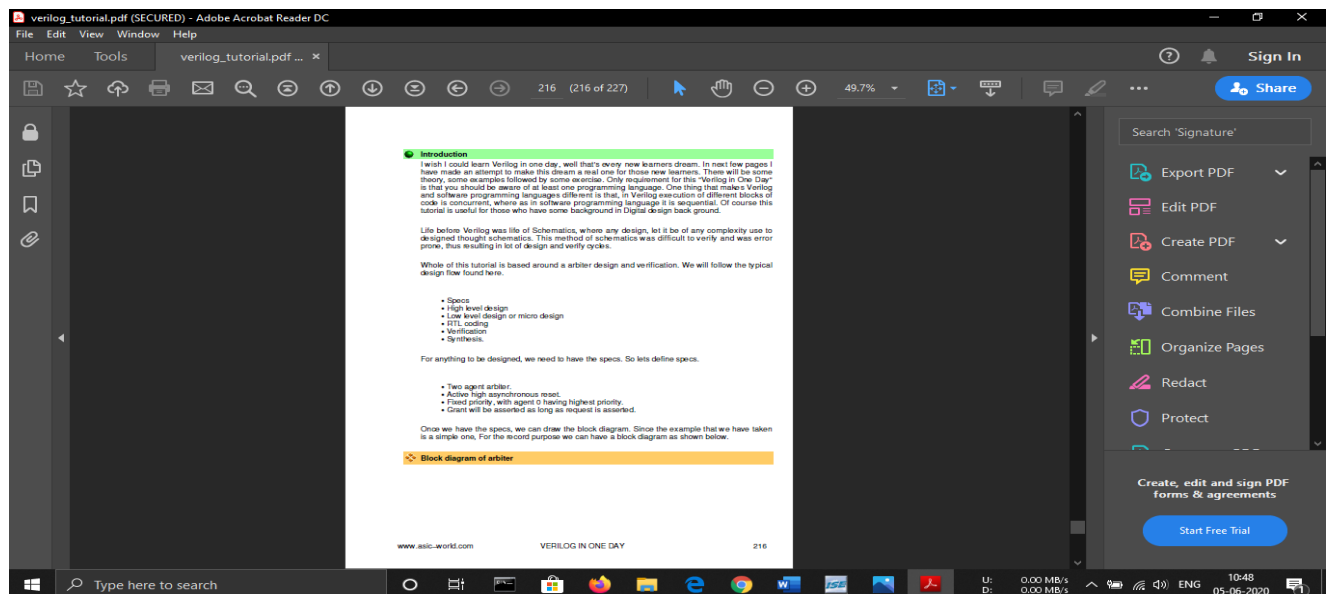 verilog_tutorial.pdf (SECURED) - Adobe Acrobat Reader DC
File Edit View Window Help
Home Tools verilog_tutorial.pdf ... × Sign In
216 (216 of 227) 49.7% Share
Search 'Signature'
Export PDF
Edit PDF
Create PDF
Comment
Combine Files
Organize Pages
Redact
Protect
Create, edit and sign PDF
forms & agreements
Start Free Trial
Introduction
I wish I could learn Verilog in one day, well that's every new learners dream. In next few pages I
have made an attempt to make this dream a real one for those new learners. There will be some
theory, some examples followed by some exercise. Only requirement for this "Verilog in One Day"
is that you should be aware of at least one programming language. One thing that makes Verilog
and software programming languages different is that, in Verilog execution of different blocks of
code is concurrent, where as in software programming language it is sequential. Of course this
tutorial is useful for those who have some background in Digital design back ground.
Life before Verilog was life of Schematics, where any design, let it be of any complexity use to
designed thought schematics. This method of schematics was difficult to verify and was error
prone, thus resulting in lot of design and verify cycles.
Whole of this tutorial is based around a arbiter design and verification. We will follow the typical
design flow found here.
• Specs
• High level design
• Low level design or micro design
• RTL coding
• Verification
• Synthesis.
For anything to be designed, we need to have the specs. So lets define specs.
• Two agent arbiter.
• Active high asynchronous reset.
• Fixed priority, with agent 0 having highest priority.
• Grant will be asserted as long as request is asserted.
Once we have the specs, we can draw the block diagram. Since the example that we have taken
is a simple one, For the record purpose we can have a block diagram as shown below.
Block diagram of arbiter
www.asic-world.com VERILOG IN ONE DAY 216
Type here to search
U: 0.00 MB/s
D: 0.00 MB/s
ENG
10:48
05-06-2020